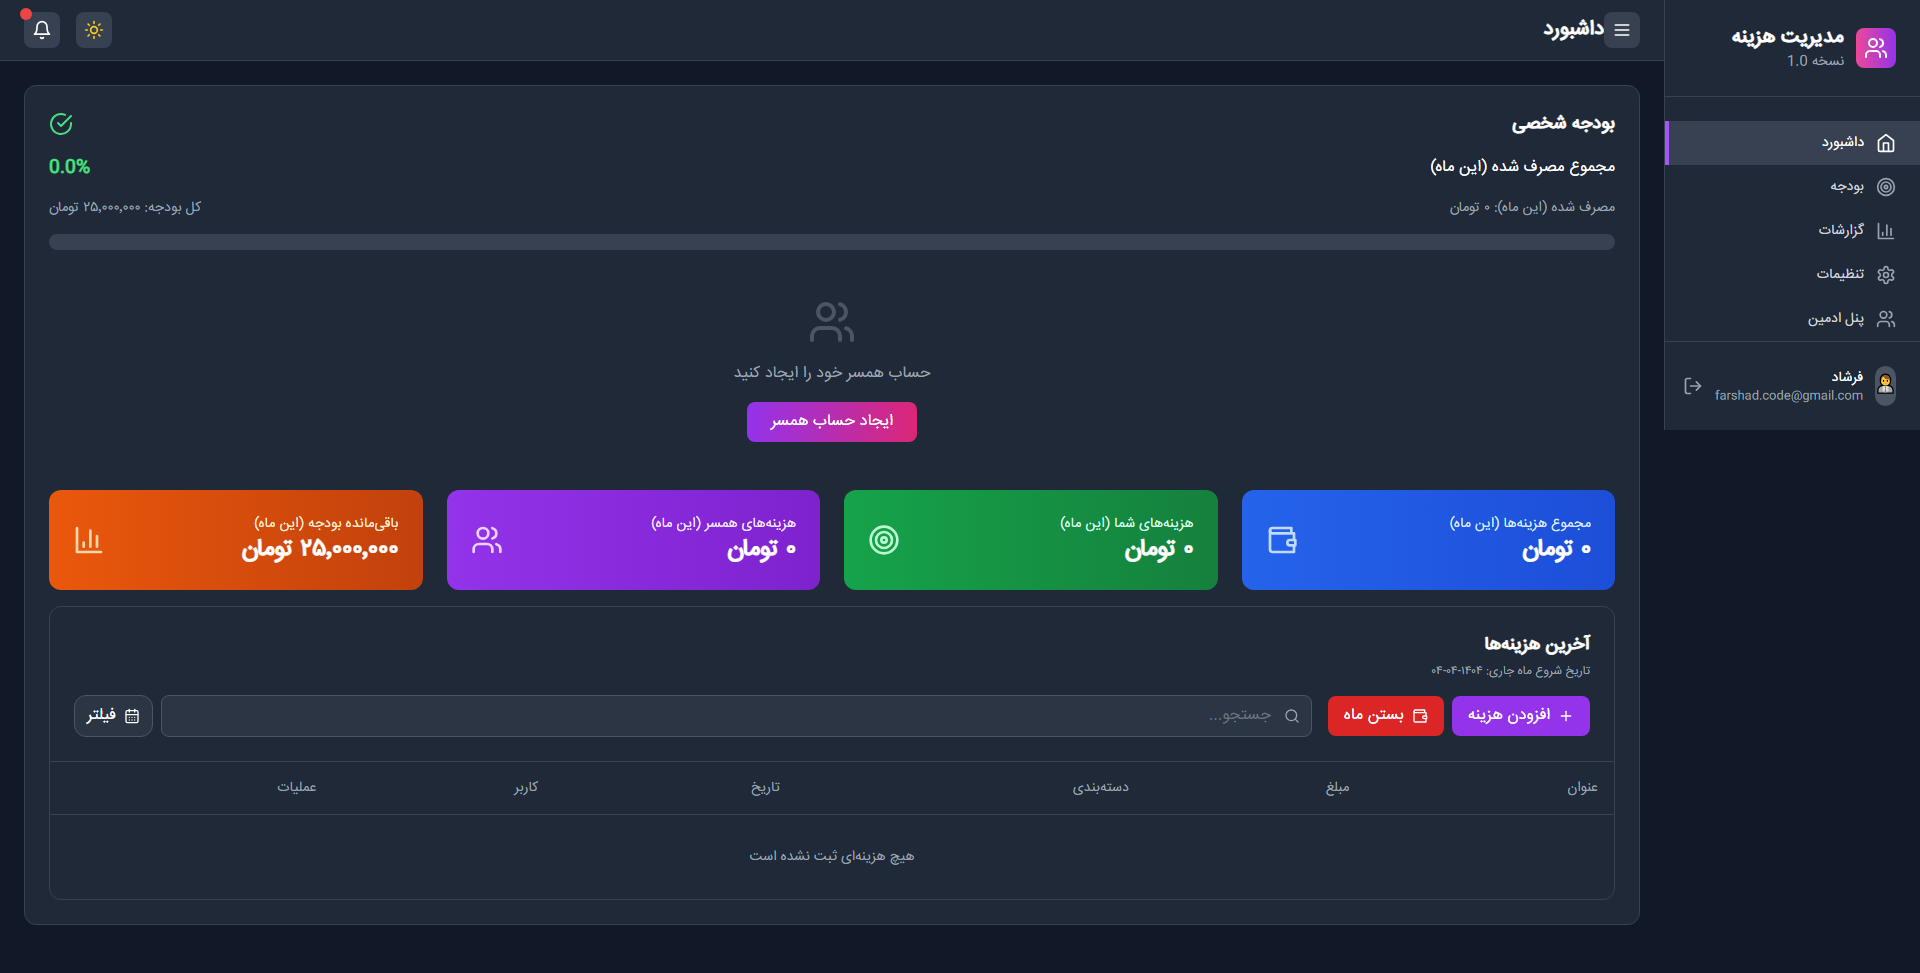 مدیریت هزینه
نسخه 1.0
داشبورد
بودجه
گزارشات
تنظیمات
پنل ادمین
فرشاد
farshad.code@gmail.com
داشبورد
بودجه شخصی
مجموع مصرف شده (این ماه)
0.0%
مصرف شده (این ماه): ۰ تومان
کل بودجه: ۲۵,۰۰۰,۰۰۰ تومان
حساب همسر خود را ایجاد کنید
ایجاد حساب همسر
مجموع هزینه‌ها (این ماه)
۰ تومان
هزینه‌های شما (این ماه)
۰ تومان
هزینه‌های همسر (این ماه)
۰ تومان
باقی‌مانده بودجه (این ماه)
۲۵,۰۰۰,۰۰۰ تومان
آخرین هزینه‌ها
تاریخ شروع ماه جاری: ۱۴۰۴-۰۴-۰۴
افزودن هزینه
بستن ماه
جستجو...
فیلتر
عنوان
مبلغ
دسته‌بندی
تاریخ
کاربر
عملیات
هیچ هزینه‌ای ثبت نشده است